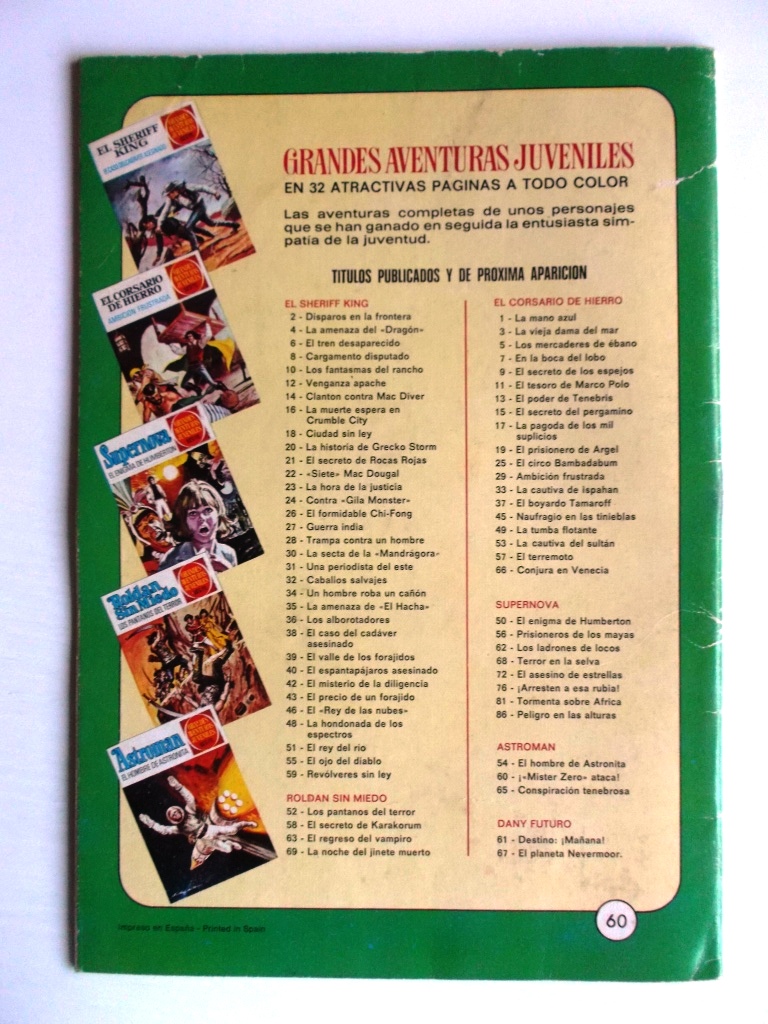 EL SHERIFF KING
EL CASO DEL CADAVER ASESINADO
EL CORSARIO DE HIERRO
AMBICION FRUSTRADA
Supernova
EL ENIGMA DE HUMBERTON
Roldan sin Miedo
LOS PANTANOS DEL TERROR
Astroman
EL HOMBRE DE ASTRONITA
GRANDES AVENTURAS JUVENILES
EN 32 ATRACTIVAS PAGINAS A TODO COLOR
Las aventuras completas de unos personajes
que se han ganado en seguida la entusiasta sim-
patía de la juventud.
TITULOS PUBLICADOS Y DE PROXIMA APARICION
EL SHERIFF KING
2 - Disparos en la frontera
4 - La amenaza del «Dragón»
6 - El tren desaparecido
8 - Cargamento disputado
10 - Los fantasmas del rancho
12 - Venganza apache
14 - Clanton contra Mac Diver
16 - La muerte espera en
Crumble City
18 - Ciudad sin ley
20 - La historia de Grecko Storm
21 - El secreto de Rocas Rojas
22 - «Siete» Mac Dougal
23 - La hora de la justicia
24 - Contra «Gila Monster»
26 - El formidable Chi-Fong
27 - Guerra india
28 - Trampa contra un hombre
30 - La secta de la «Mandrágora»
31 - Una periodista del este
32 - Caballos salvajes
34 - Un hombre roba un cañón
35 - La amenaza de «El Hacha»
36 - Los alborotadores
38 - El caso del cadáver
asesinado
39 - El valle de los forajidos
40 - El espantapájaros asesinado
42 - El misterio de la diligencia
43 - El precio de un forajido
46 - El «Rey de las nubes»
48 - La hondonada de los
espectros
51 - El rey del río
55 - El ojo del diablo
59 - Revólveres sin ley
ROLDAN SIN MIEDO
52 - Los pantanos del terror
58 - El secreto de Karakorum
63 - El regreso del vampiro
69 - La noche del jinete muerto
EL CORSARIO DE HIERRO
1 - La mano azul
3 - La vieja dama del mar
5 - Los mercaderes de ébano
7 - En la boca del lobo
9 - El secreto de los espejos
11 - El tesoro de Marco Polo
13 - El poder de Tenebris
15 - El secreto del pergamino
17 - La pagoda de los mil
suplicios
19 - El prisionero de Argel
25 - El circo Bambadabum
29 - Ambición frustrada
33 - La cautiva de Ispahan
37 - El boyardo Tamaroff
45 - Naufragio en las tinieblas
49 - La tumba flotante
53 - La cautiva del sultán
57 - El terremoto
66 - Conjura en Venecia
SUPERNOVA
50 - El enigma de Humberton
56 - Prisioneros de los mayas
62 - Los ladrones de locos
68 - Terror en la selva
72 - El asesino de estrellas
76 - ¡Arresten a esa rubia!
81 - Tormenta sobre Africa
86 - Peligro en las alturas
ASTROMAN
54 - El hombre de Astronita
60 - ¡«Mister Zero» ataca!
65 - Conspiración tenebrosa
DANY FUTURO
61 - Destino: ¡Mañana!
67 - El planeta Nevermoor.
Impreso en España - Printed in Spain
60